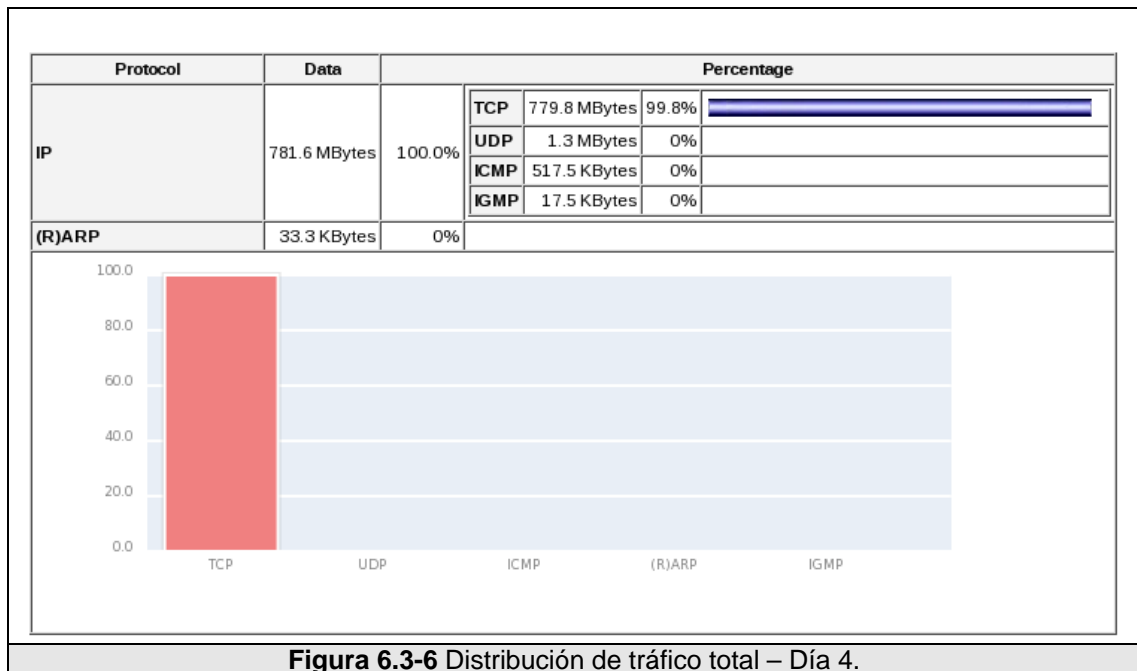 Protocol Data Percentage
IP 781.6 MBytes 100.0%
TCP 779.8 MBytes 99.8%
UDP 1.3 MBytes 0%
ICMP 517.5 KBytes 0%
IGMP 17.5 KBytes 0%
(R)ARP 33.3 KBytes 0%
100.0
80.0
60.0
40.0
20.0
0.0
TCP UDP ICMP (R)ARP IGMP
Figura 6.3-6 Distribución de tráfico total – Día 4.